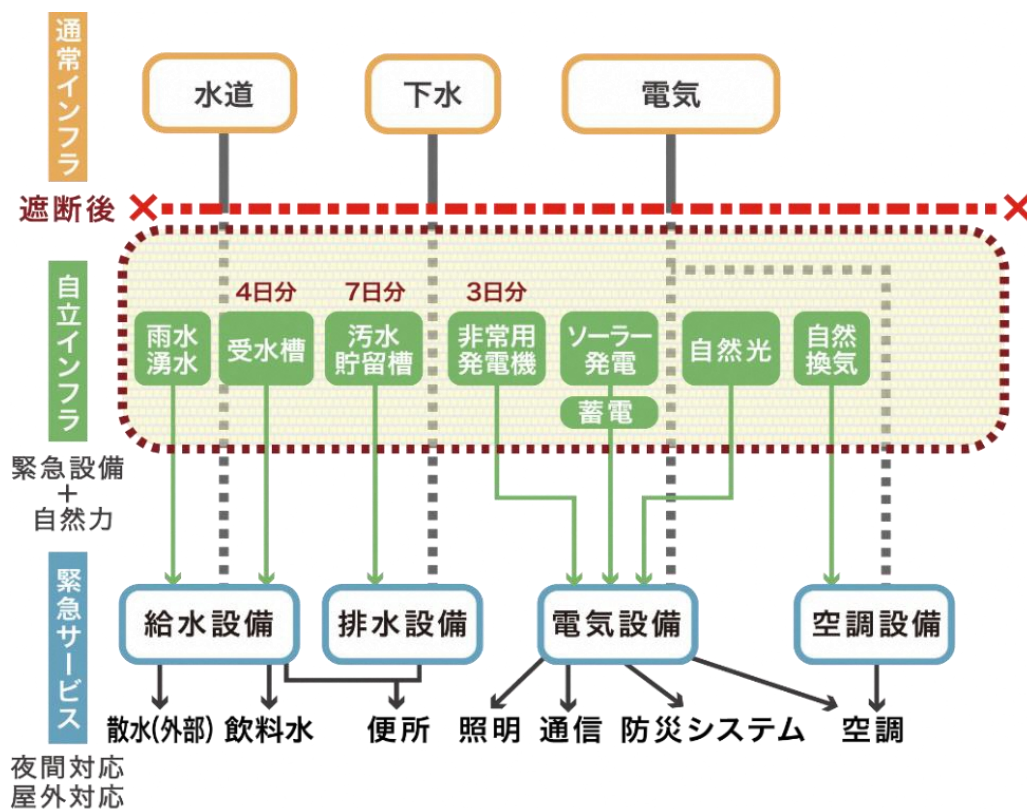 通常インフラ
水道
下水
電気
遮断後
自立インフラ
4日分
7日分
3日分
雨水
湧水
受水槽
汚水
貯留槽
非常用
発電機
ソーラー
発電
蓄電
自然光
自然
換気
緊急設備
+
自然力
緊急サービス
給水設備
排水設備
電気設備
空調設備
散水(外部)
飲料水
便所
照明
通信
防災システム
空調
夜間対応
屋外対応